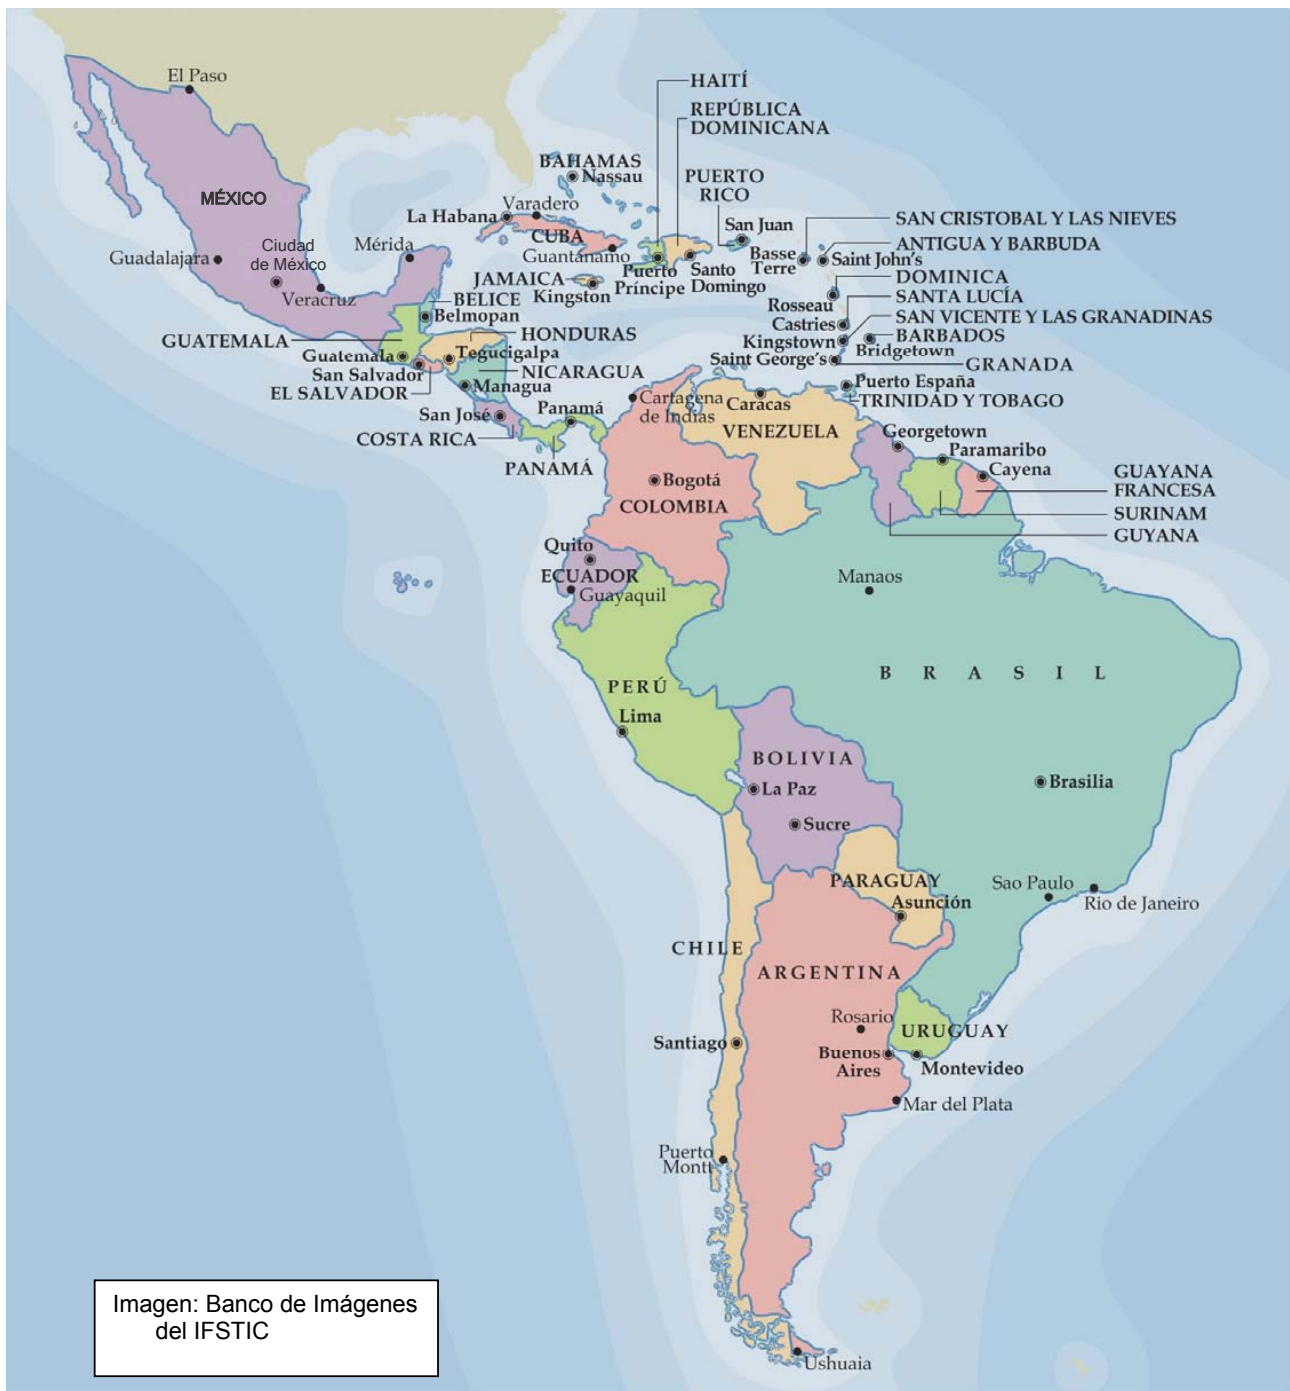 El Paso
HAITÍ
REPÚBLICA
DOMINICANA
BAHAMAS
Nassau
PUERTO
RICO
MÉXICO
La Habana
Varadero
San Juan
SAN CRISTOBAL Y LAS NIEVES
CUBA
Guadalajara
Ciudad
de México
Mérida
Guantánamo
ANTIGUA Y BARBUDA
Basse
Terre
Saint John's
Puerto
Príncipe
Santo
Domingo
JAMAICA
Kingston
DOMINICA
Veracruz
BELICE
Belmopan
Rosseau
SANTA LUCÍA
Castries
SAN VICENTE Y LAS GRANADINAS
GUATEMALA
HONDURAS
Kingstown
BARBADOS
Bridgetown
Guatemala
Tegucigalpa
Saint George's
GRANADA
San Salvador
NICARAGUA
EL SALVADOR
Managua
Puerto España
TRINIDAD Y TOBAGO
Cartagena
de Indias
Caracas
San José
Panamá
VENEZUELA
COSTA RICA
Georgetown
Paramaribo
PANAMÁ
Cayena
GUAYANA
FRANCESA
Bogotá
COLOMBIA
SURINAM
GUYANA
Quito
ECUADOR
Guayaquil
Manaos
BRASIL
PERÚ
Lima
BOLIVIA
La Paz
Brasilia
Sucre
PARAGUAY
Asunción
Sao Paulo
Rio de Janeiro
CHILE
ARGENTINA
Rosario
URUGUAY
Santiago
Buenos
Aires
Montevideo
Mar del Plata
Puerto
Montt
Ushuaia
Imagen: Banco de Imágenes
del IFSTIC